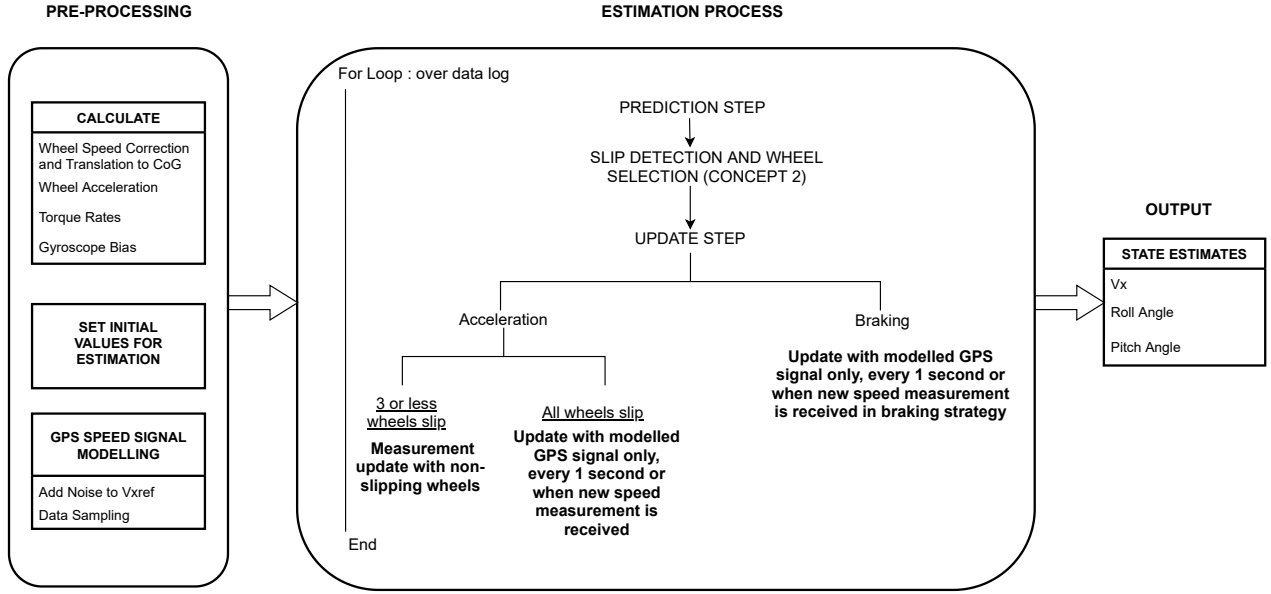 PRE-PROCESSING
CALCULATE
Wheel Speed Correction
and Translation to CoG
Wheel Acceleration
Torque Rates
Gyroscope Bias
SET INITIAL
VALUES FOR
ESTIMATION
GPS SPEED SIGNAL
MODELLING
Add Noise to Vxref
Data Sampling
ESTIMATION PROCESS
For Loop : over data log
PREDICTION STEP
SLIP DETECTION AND WHEEL
SELECTION (CONCEPT 2)
UPDATE STEP
Acceleration
3 or less
wheels slip
Measurement
update with non-
slipping wheels
All wheels slip
Update with modelled
GPS signal only,
every 1 second or
when new speed
measurement is
received
Braking
Update with modelled GPS
signal only, every 1 second or
when new speed measurement
is received in braking strategy
End
OUTPUT
STATE ESTIMATES
Vx
Roll Angle
Pitch Angle